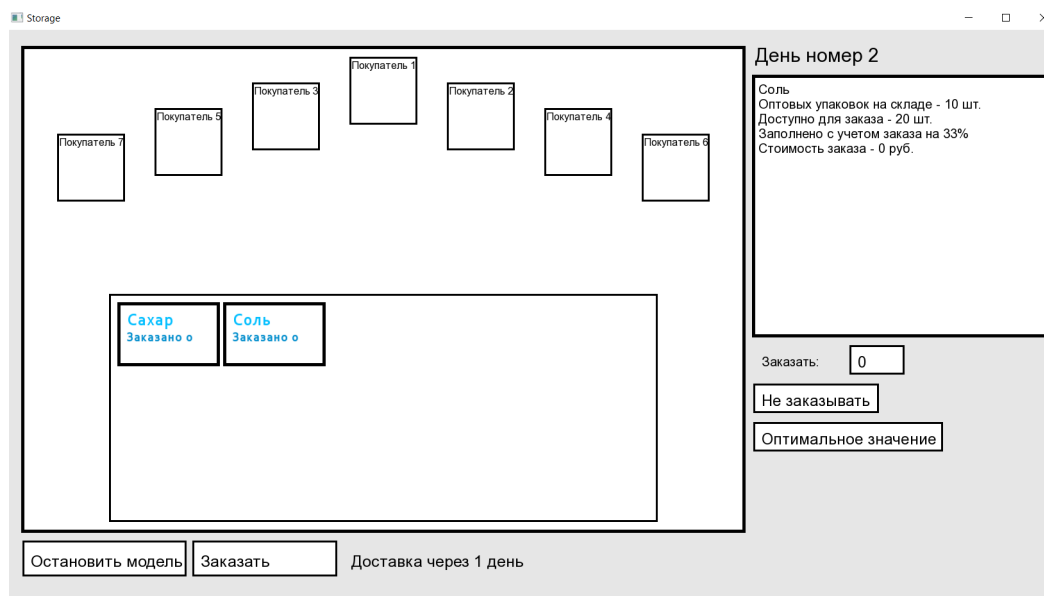 Storage
День номер 2
Покупатель 1
Покупатель 3
Покупатель 2
Покупатель 5
Покупатель 4
Покупатель 7
Покупатель 6
Соль
Оптовых упаковок на складе - 10 шт.
Доступно для заказа - 20 шт.
Заполнено с учетом заказа на 33%
Стоимость заказа - 0 руб.
Сахар
Заказано 0
Соль
Заказано 0
Заказать:
0
Не заказывать
Оптимальное значение
Остановить модель
Заказать
Доставка через 1 день